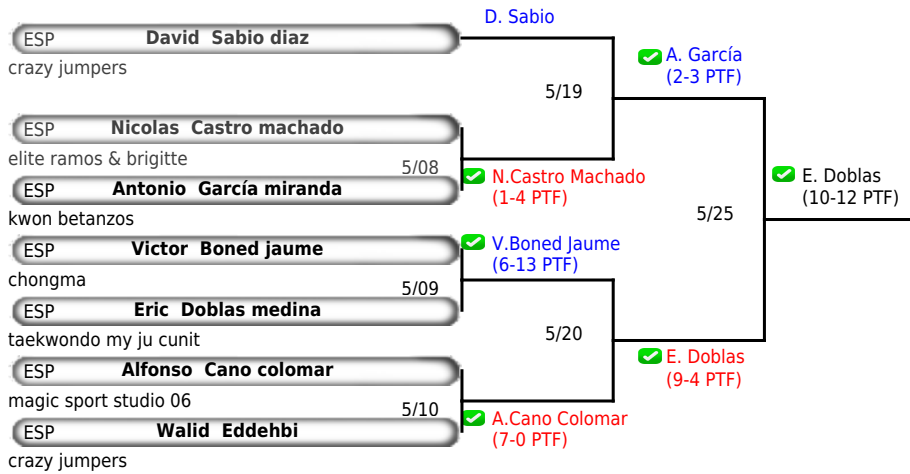 D. Sabio
ESP David Sabio diaz
crazy jumpers
A. García
(2-3 PTF)
5/19
ESP Nicolas Castro machado
elite ramos & brigitte
5/08
N.Castro Machado
(1-4 PTF)
E. Doblas
(10-12 PTF)
ESP Antonio García miranda
kwon betanzos
5/25
ESP Victor Boned jaume
V.Boned Jaume
(6-13 PTF)
chongma
5/09
ESP Eric Doblas medina
taekwondo my ju cunit
5/20
ESP Alfonso Cano colomar
E. Doblas
(9-4 PTF)
magic sport studio 06
5/10
A.Cano Colomar
(7-0 PTF)
ESP Walid Eddehbi
crazy jumpers